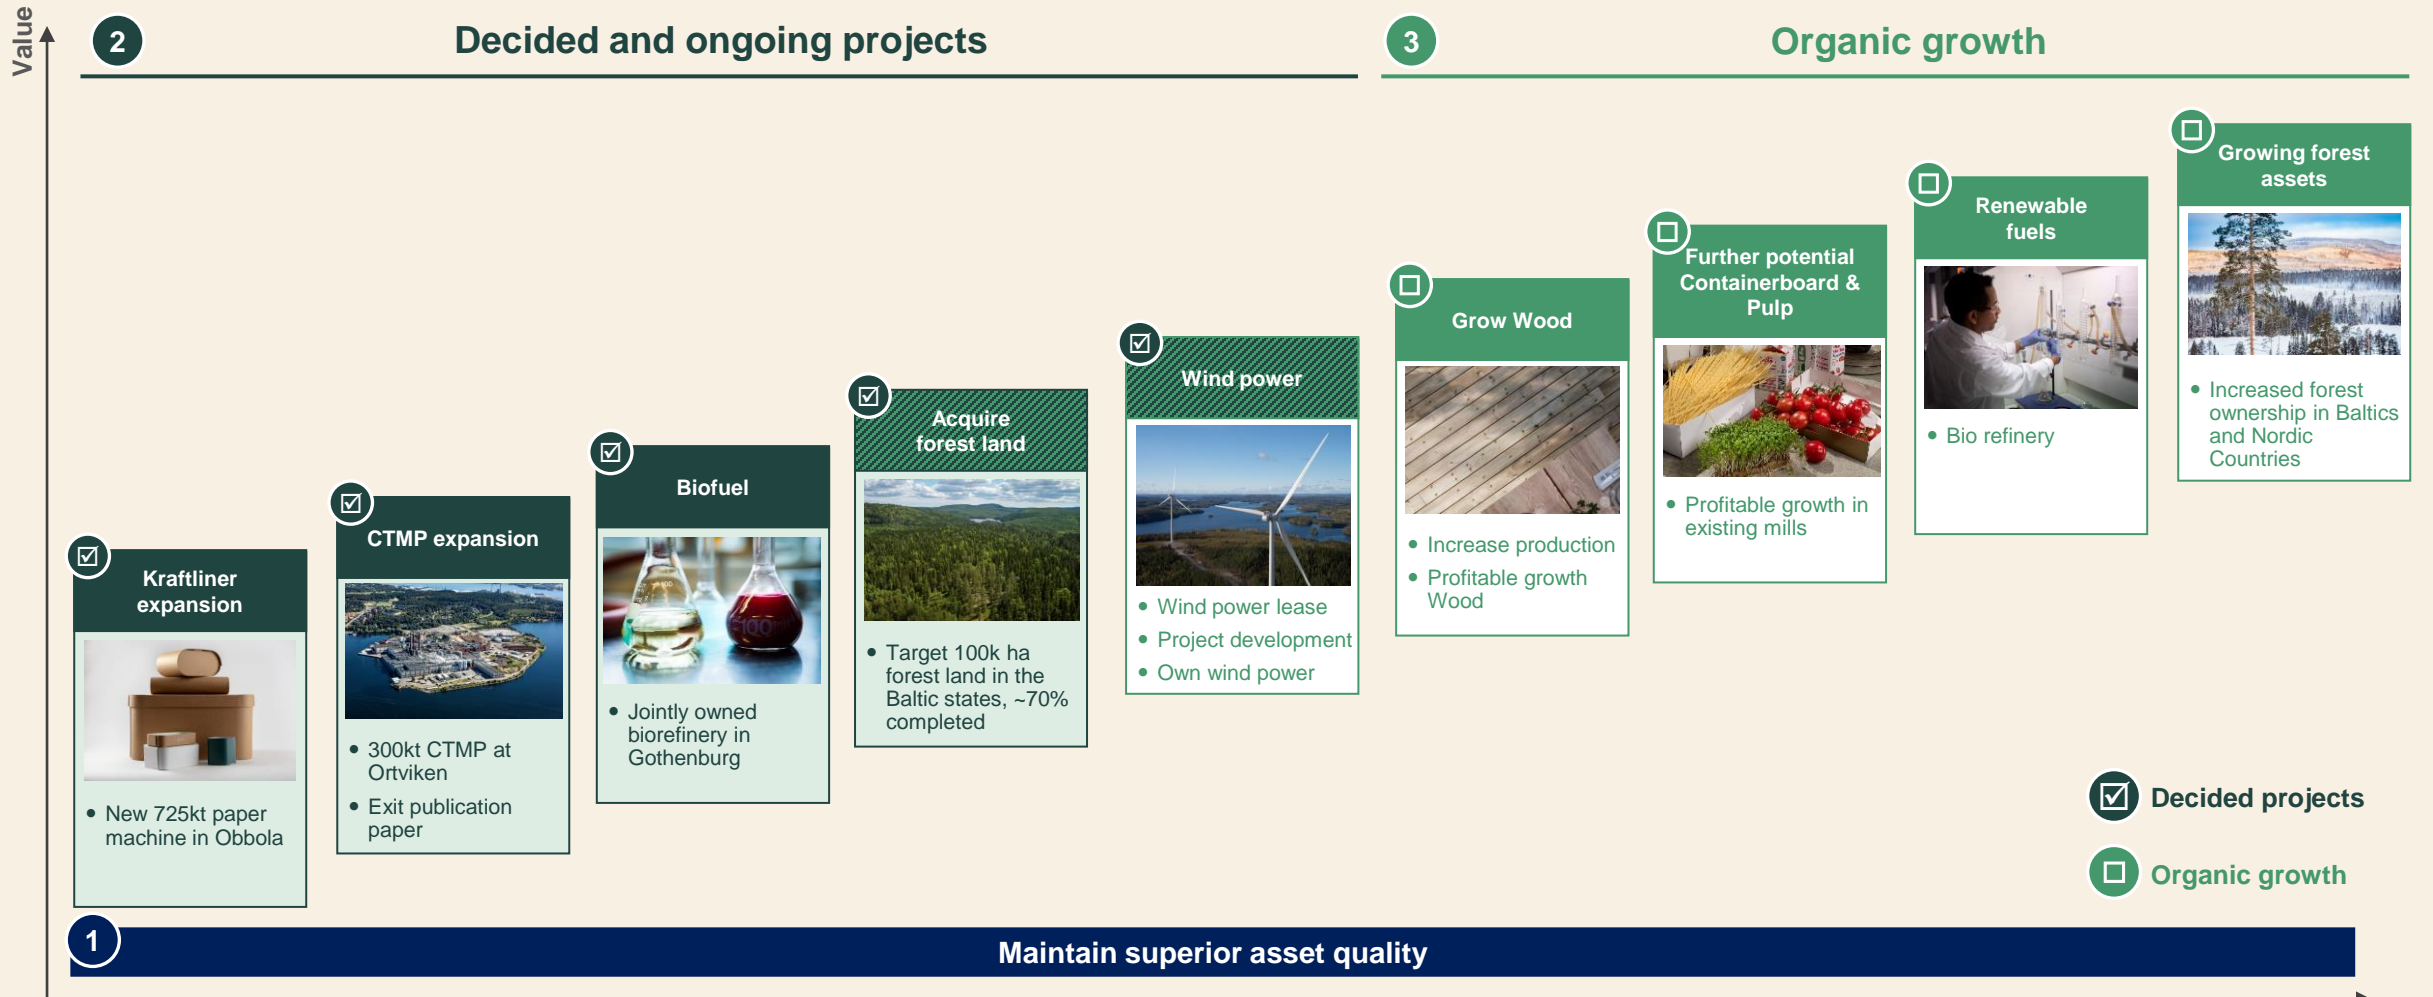 Value
2
Decided and ongoing projects
3
Organic growth
Kraftliner
expansion
• New 725kt paper
machine in Obbola
CTMP expansion
• 300kt CTMP at
Ortviken
• Exit publication
paper
Biofuel
• Jointly owned
biorefinery in
Gothenburg
Acquire
forest land
• Target 100k ha
forest land in the
Baltic states, ~70%
completed
Wind power
• Wind power lease
• Project development
• Own wind power
Grow Wood
• Increase production
• Profitable growth
Wood
Further potential
Containerboard &
Pulp
• Profitable growth in
existing mills
Renewable
fuels
• Bio refinery
Growing forest
assets
• Increased forest
ownership in Baltics
and Nordic
Countries
Decided projects
Organic growth
1
Maintain superior asset quality